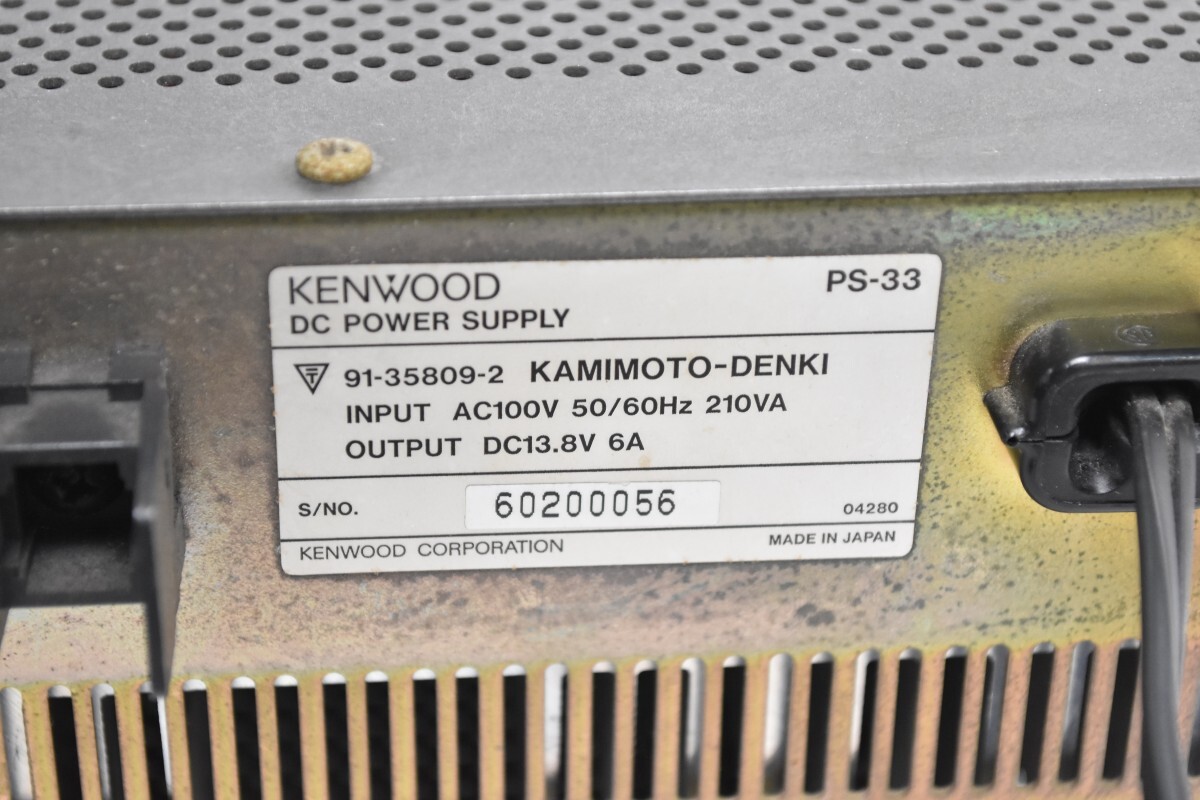 KENWOOD PS-33
DC POWER SUPPLY
91-35809-2 KAMIMOTO-DENKI
INPUT AC100V 50/60Hz 210VA
OUTPUT DC13.8V 6A
S/NO. 60200056 04280
KENWOOD CORPORATION MADE IN JAPAN